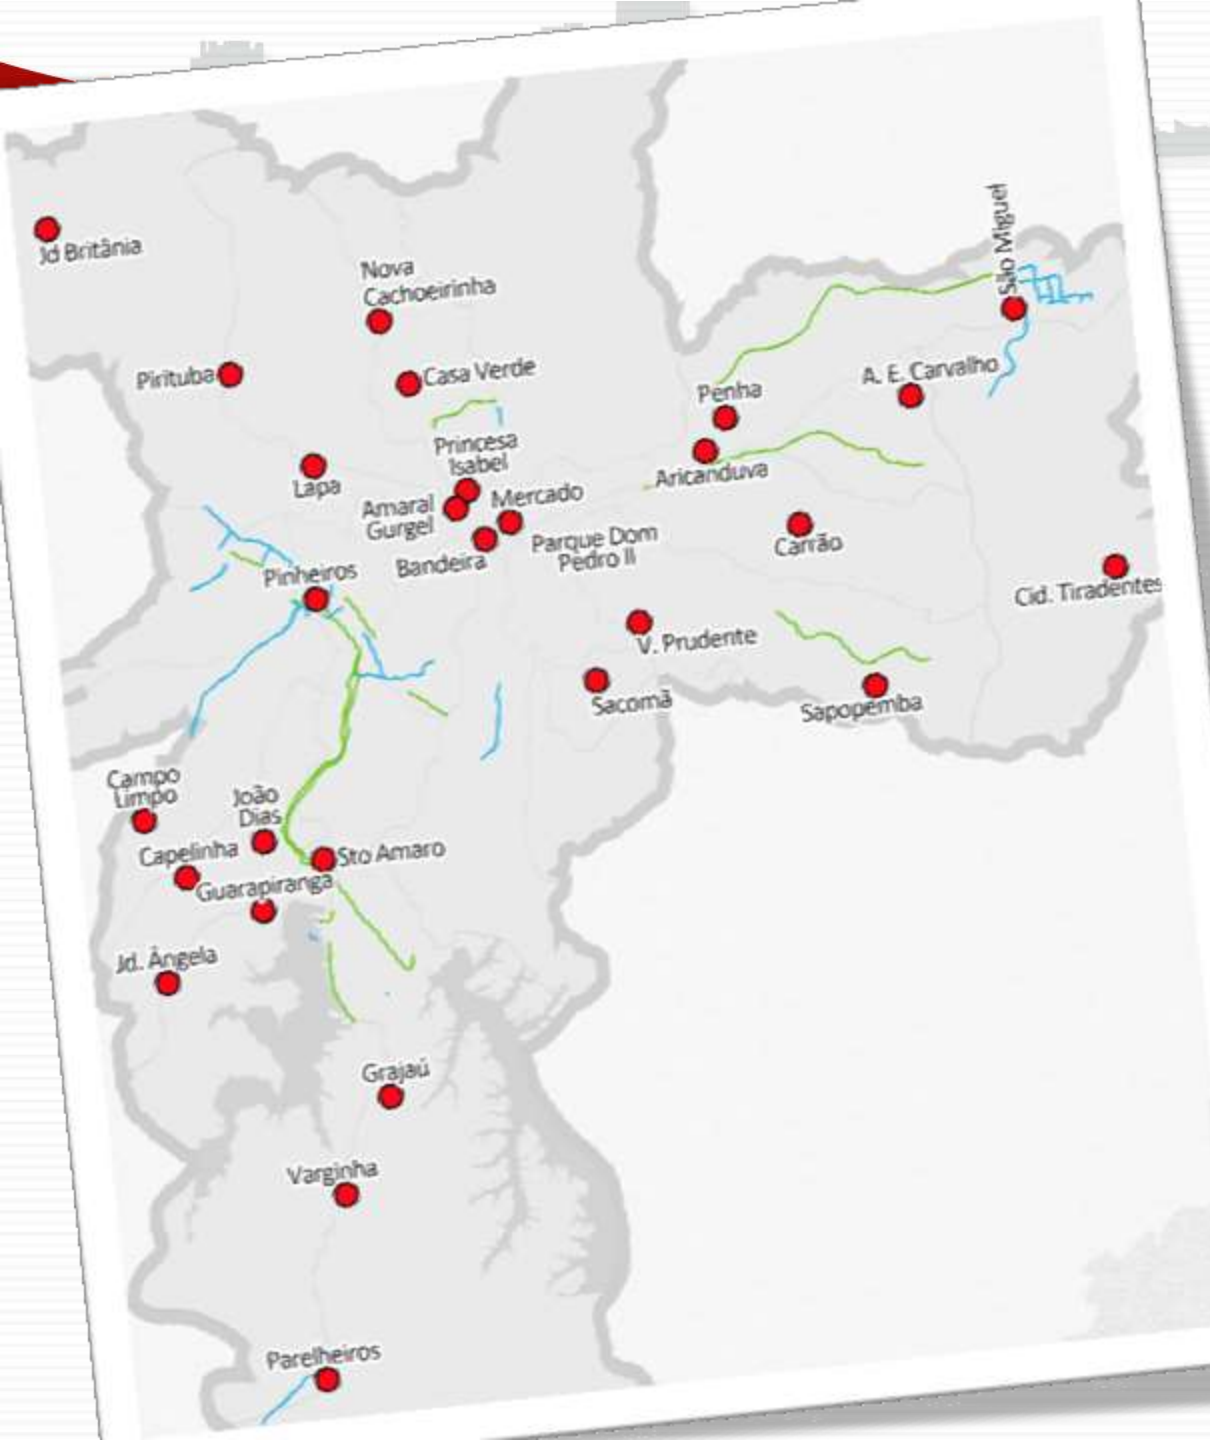 São Miguel
Jd Britânia
Nova
Cachoeirinha
Pirituba
Casa Verde
A. E. Carvalho
Penha
Princesa
Isabel
Lapa
Aricanduva
Amaral
Gurgel
Mercado
Bandeira
Parque Dom
Pedro II
Carrão
Pinheiros
Cid. Tiradentes
V. Prudente
Sacomã
Sapopemba
Campo
Limpo
João
Dias
Capelinha
Sto Amaro
Guarapiranga
Jd. Ângela
Grajaú
Varginha
Parelheiros